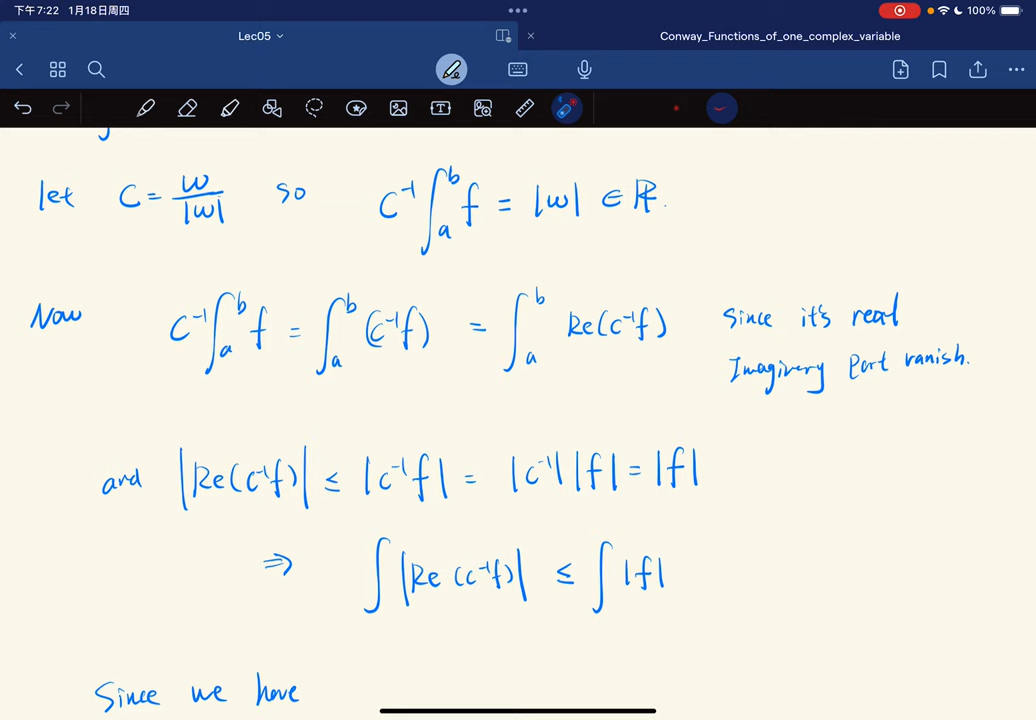 下午7:22 1月18日周四
100%
Lec05
Conway_Functions_of_one_complex_variable
let C = w/|w| so C⁻¹ ∫ₐᵇ f = |w| ∈ ℝ.
Now C⁻¹ ∫ₐᵇ f = ∫ₐᵇ (C⁻¹f) = ∫ₐᵇ Re(C⁻¹f) Since it's real
Imaginery Part vanish.
and |Re(C⁻¹f)| ≤ |C⁻¹f| = |C⁻¹| |f| = |f|
⇒ ∫ |Re (C⁻¹f)| ≤ ∫ |f|
Since we have